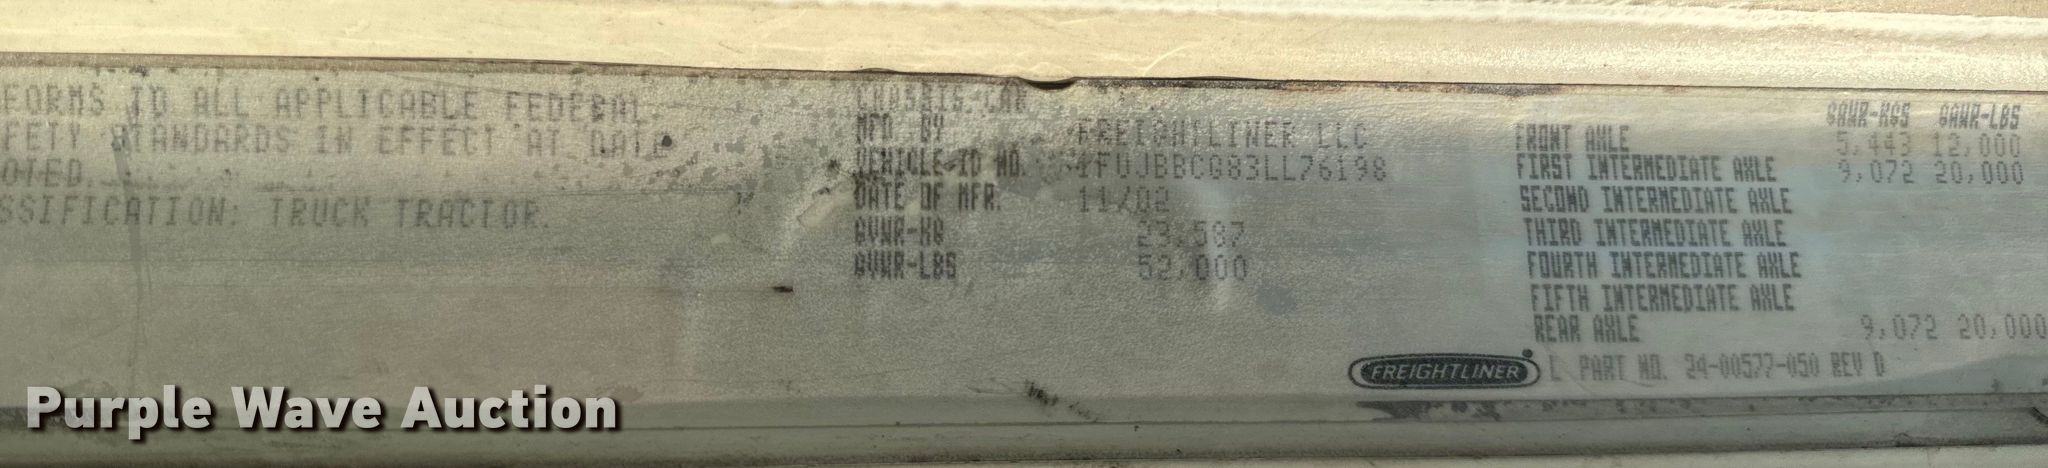 FORMS TO ALL APPLICABLE FEDERAL
FETY STANDARDS IN EFFECT AT DATE
OTED.
SSIFICATION: TRUCK TRACTOR.
CHASSIS-CAB
MFD. BY FREIGHTLINER LLC
VEHICLE ID NO. 1FUJBBCG83LL76198
DATE OF MFR. 11/02
GVWR-KG 23,587
GVWR-LBS 52,000
GAWR-KGS GAWR-LBS
FRONT AXLE 5,443 12,000
FIRST INTERMEDIATE AXLE 9,072 20,000
SECOND INTERMEDIATE AXLE
THIRD INTERMEDIATE AXLE
FOURTH INTERMEDIATE AXLE
FIFTH INTERMEDIATE AXLE
REAR AXLE 9,072 20,000
FREIGHTLINER L PART NO. 24-00577-050 REV D
Purple Wave Auction